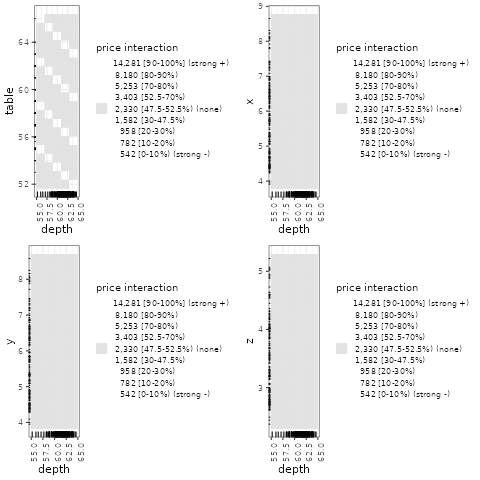 price interaction
14,281 [90-100%] (strong +)
8,180 [80-90%)
5,253 [70-80%)
3,403 [52.5-70%)
2,330 [47.5-52.5%) (none)
1,582 [30-47.5%)
958 [20-30%)
782 [10-20%)
542 [0-10%) (strong -)
table
64
60
56
52
55.0
57.5
60.0
62.5
65.0
depth
price interaction
14,281 [90-100%] (strong +)
8,180 [80-90%)
5,253 [70-80%)
3,403 [52.5-70%)
2,330 [47.5-52.5%) (none)
1,582 [30-47.5%)
958 [20-30%)
782 [10-20%)
542 [0-10%) (strong -)
x
9
8
7
6
5
4
55.0
57.5
60.0
62.5
65.0
depth
price interaction
14,281 [90-100%] (strong +)
8,180 [80-90%)
5,253 [70-80%)
3,403 [52.5-70%)
2,330 [47.5-52.5%) (none)
1,582 [30-47.5%)
958 [20-30%)
782 [10-20%)
542 [0-10%) (strong -)
y
8
7
6
5
4
55.0
57.5
60.0
62.5
65.0
depth
price interaction
14,281 [90-100%] (strong +)
8,180 [80-90%)
5,253 [70-80%)
3,403 [52.5-70%)
2,330 [47.5-52.5%) (none)
1,582 [30-47.5%)
958 [20-30%)
782 [10-20%)
542 [0-10%) (strong -)
z
5
4
3
55.0
57.5
60.0
62.5
65.0
depth